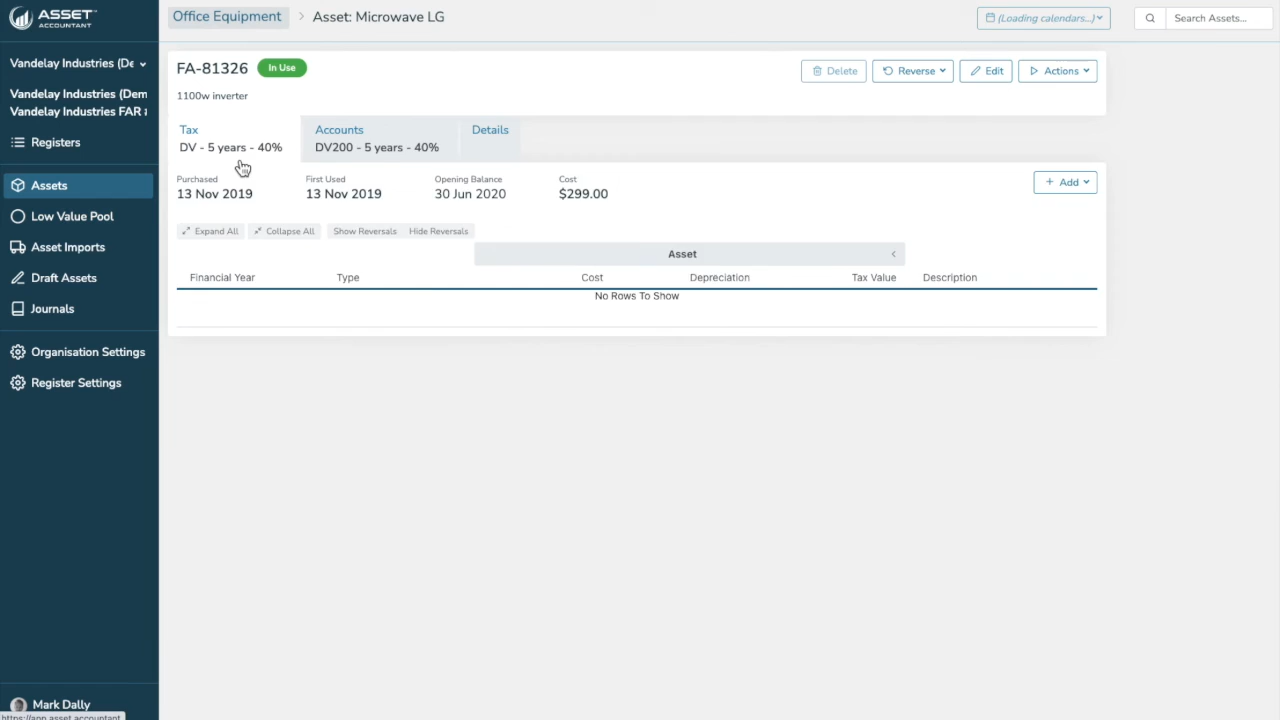 ASSET
ACCOUNTANT
Office Equipment > Asset: Microwave LG
(Loading calendars...)
Search Assets...
Vandelay Industries (De
Vandelay Industries (Dem
Vandelay Industries FAR
Registers
Assets
Low Value Pool
Asset Imports
Draft Assets
Journals
Organisation Settings
Register Settings
Mark Dally
https://app.asset.accountant
FA-81326 In Use
Delete Reverse Edit Actions
1100w inverter
Tax Accounts Details
DV - 5 years - 40% DV200 - 5 years - 40%
Purchased First Used Opening Balance Cost
13 Nov 2019 13 Nov 2019 30 Jun 2020 $299.00
+ Add
Expand All Collapse All Show Reversals Hide Reversals
Asset <
Financial Year Type Cost Depreciation Tax Value Description
No Rows To Show